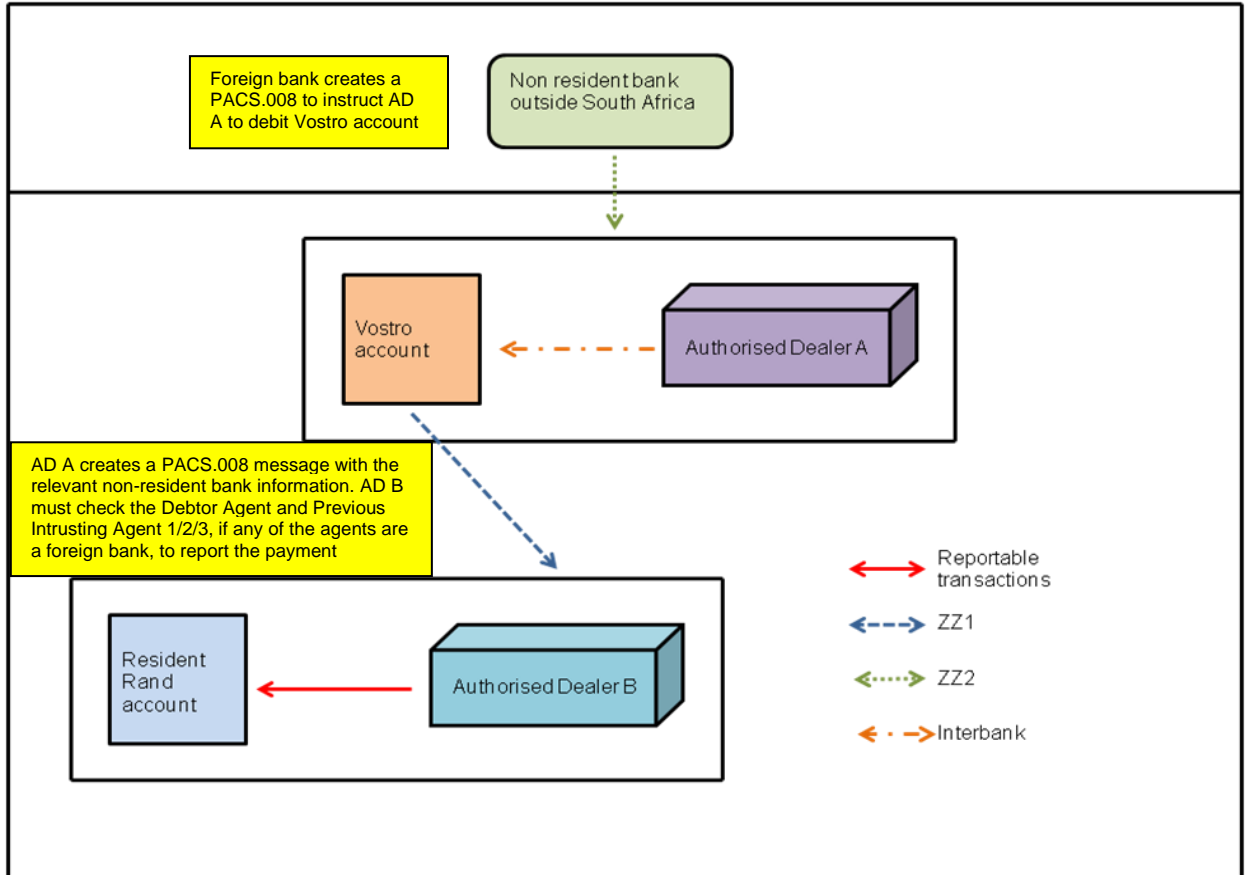 Foreign bank creates a
PACS.008 to instruct AD
A to debit Vostro account
Non resident bank
outside South Africa
Vostro
account
Authorised Dealer A
AD A creates a PACS.008 message with the
relevant non-resident bank information. AD B
must check the Debtor Agent and Previous
Intrusting Agent 1/2/3, if any of the agents are
a foreign bank, to report the payment
Resident
Rand
account
Authorised Dealer B
Reportable
transactions
ZZ1
ZZ2
Interbank